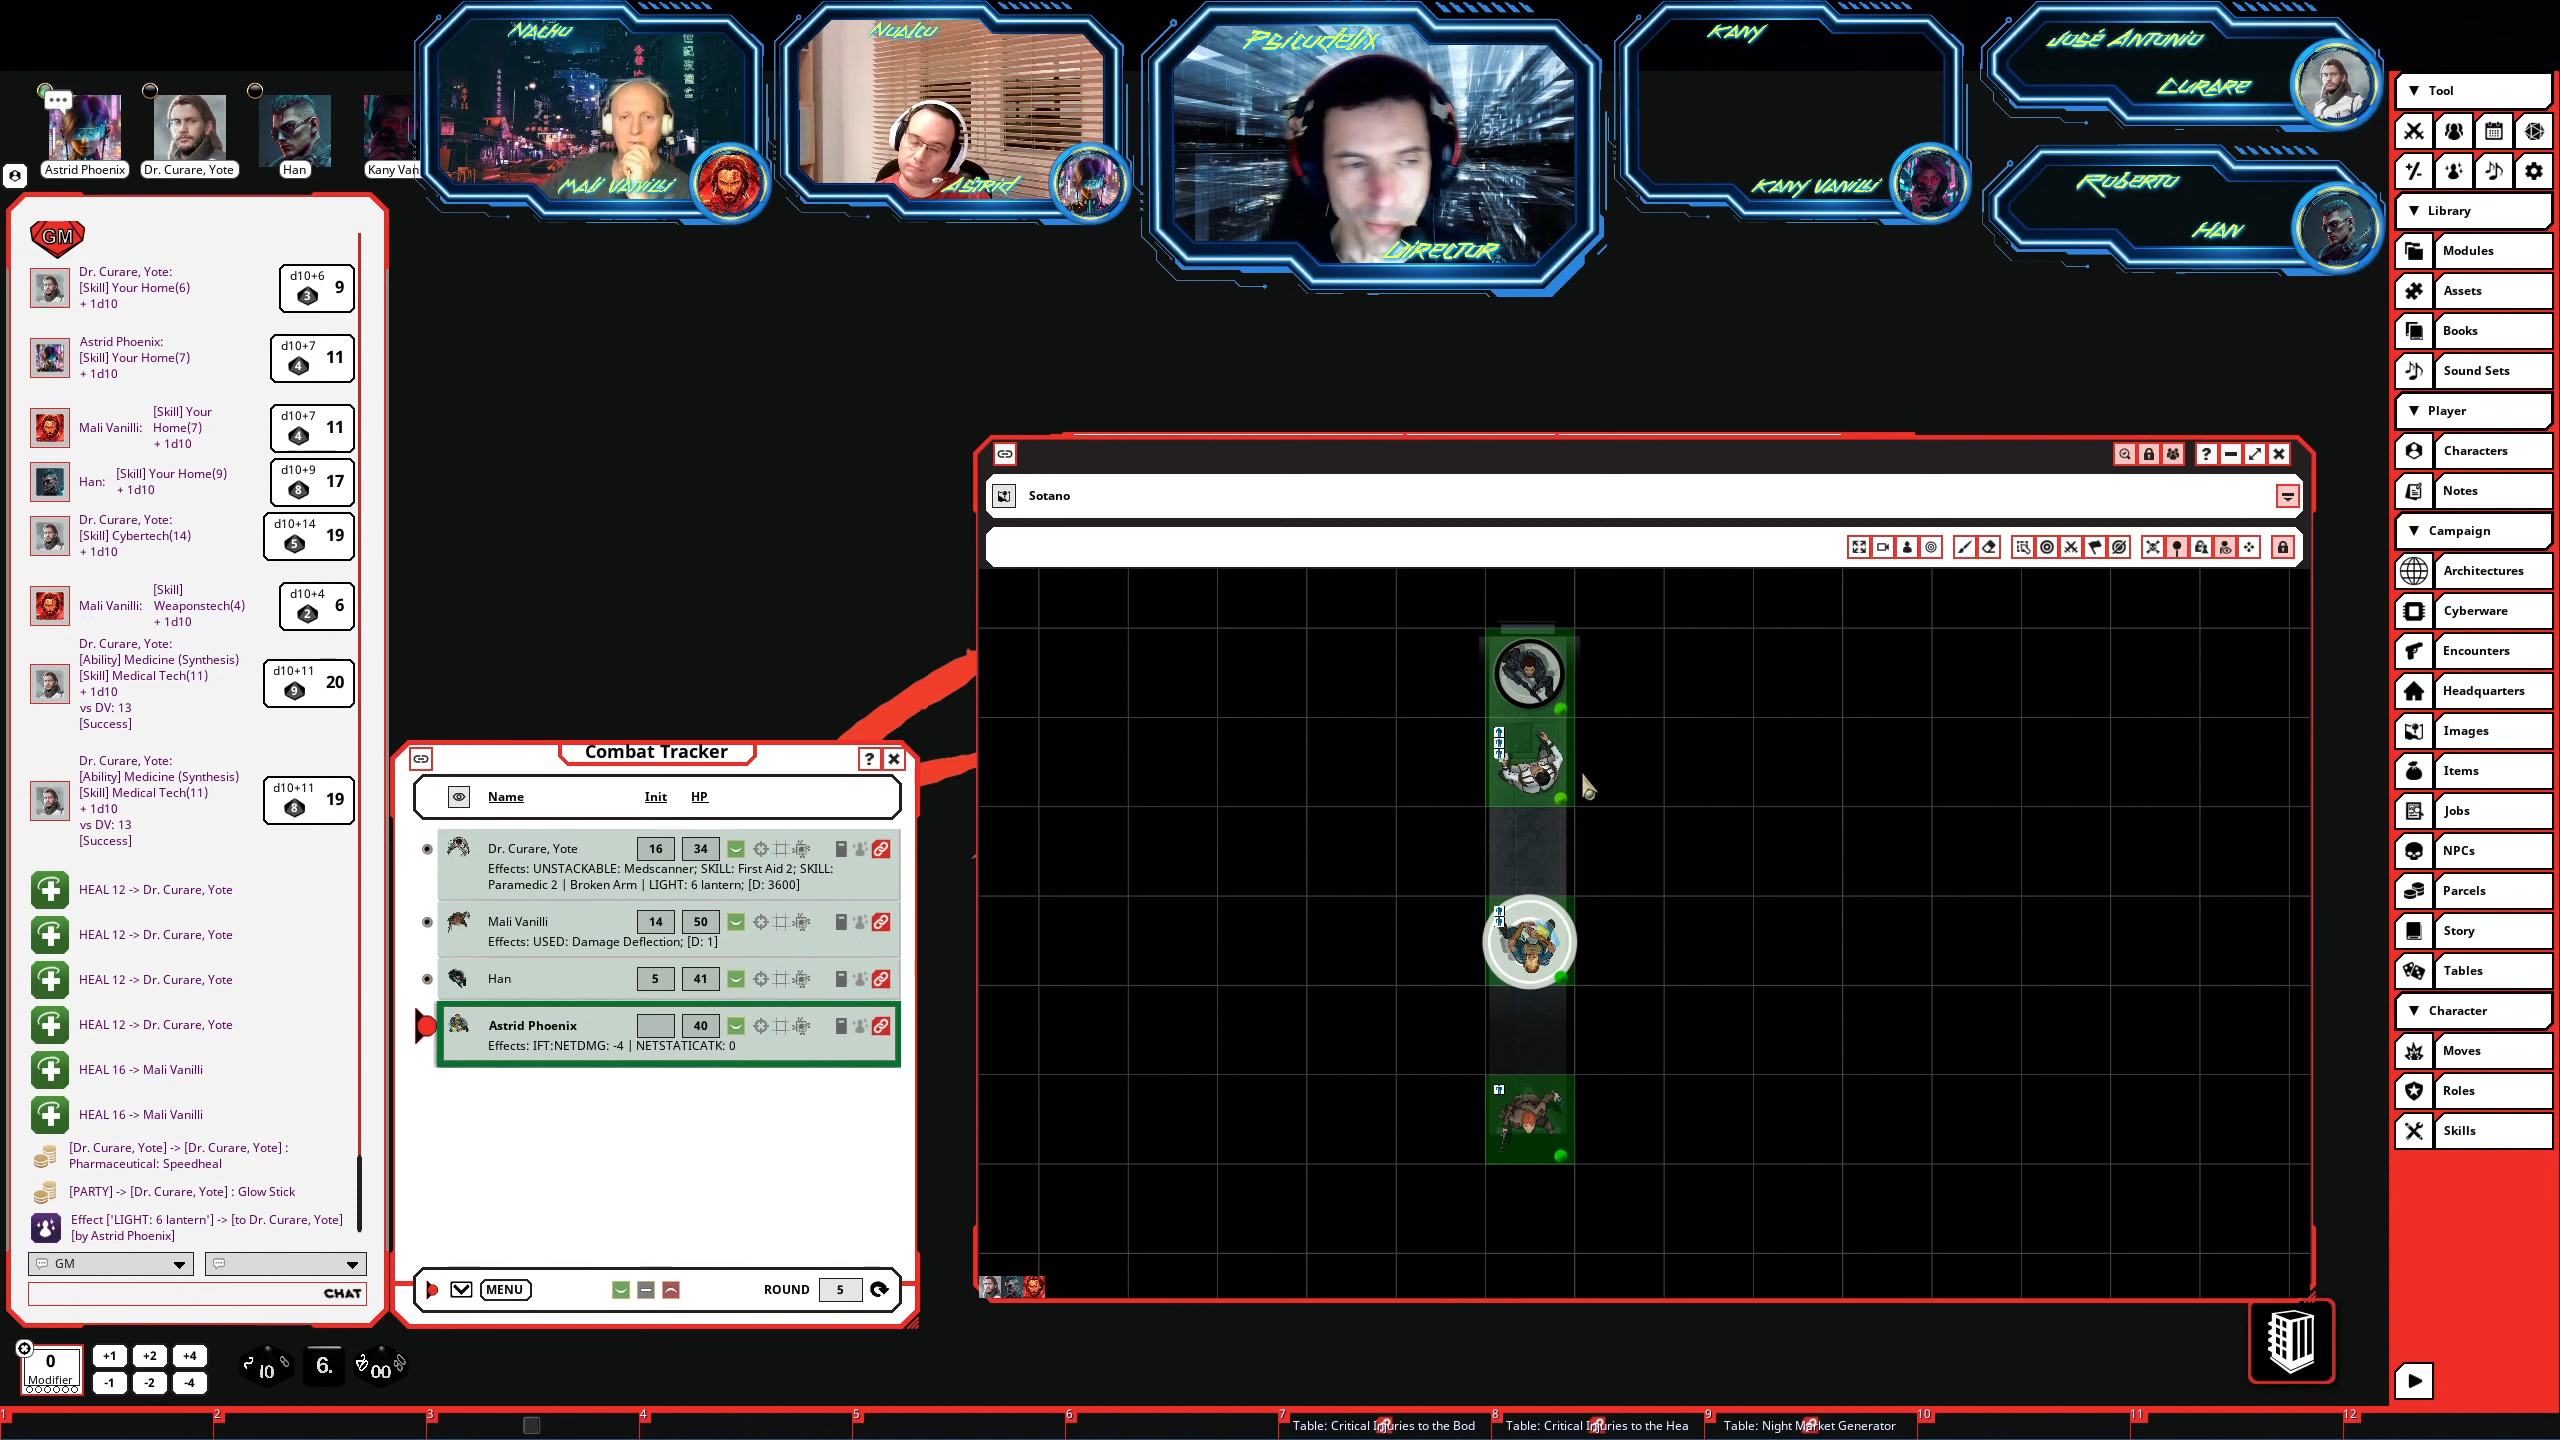 Nachu
Nualcu
Psicudelix
Kany
José Antonio
Curare
Mali Vanilli
Astrid
Director
Kany Vanilli
Roberto
Han
Astrid Phoenix
Dr. Curare, Yote
Han
Kany Van
GM
Dr. Curare, Yote:
[Skill] Your Home(6)
+ 1d10
d10+6
3
9
Astrid Phoenix:
[Skill] Your Home(7)
+ 1d10
d10+7
4
11
Mali Vanilli:
[Skill] Your
Home(7)
+ 1d10
d10+7
4
11
Han:
[Skill] Your Home(9)
+ 1d10
d10+9
8
17
Dr. Curare, Yote:
[Skill] Cybertech(14)
+ 1d10
d10+14
5
19
Mali Vanilli:
[Skill]
Weaponstech(4)
+ 1d10
d10+4
2
6
Dr. Curare, Yote:
[Ability] Medicine (Synthesis)
[Skill] Medical Tech(11)
+ 1d10
vs DV: 13
[Success]
d10+11
9
20
Dr. Curare, Yote:
[Ability] Medicine (Synthesis)
[Skill] Medical Tech(11)
+ 1d10
vs DV: 13
[Success]
d10+11
8
19
HEAL 12 -> Dr. Curare, Yote
HEAL 12 -> Dr. Curare, Yote
HEAL 12 -> Dr. Curare, Yote
HEAL 12 -> Dr. Curare, Yote
HEAL 16 -> Mali Vanilli
HEAL 16 -> Mali Vanilli
[Dr. Curare, Yote] -> [Dr. Curare, Yote] :
Pharmaceutical: Speedheal
[PARTY] -> [Dr. Curare, Yote] : Glow Stick
Effect ['LIGHT: 6 lantern'] -> [to Dr. Curare, Yote]
[by Astrid Phoenix]
GM
CHAT
0
Modifier
+1 +2 +4
-1 -2 -4
10
6.
00
Combat Tracker
?
Name Init HP
Dr. Curare, Yote 16 34
Effects: UNSTACKABLE: Medscanner; SKILL: First Aid 2; SKILL:
Paramedic 2 | Broken Arm | LIGHT: 6 lantern; [D: 3600]
Mali Vanilli 14 50
Effects: USED: Damage Deflection; [D: 1]
Han 5 41
Astrid Phoenix 40
Effects: IFT:NETDMG: -4 | NETSTATICATK: 0
MENU
ROUND 5
?
Sotano
Tool
Library
Modules
Assets
Books
Sound Sets
Player
Characters
Notes
Campaign
Architectures
Cyberware
Encounters
Headquarters
Images
Items
Jobs
NPCs
Parcels
Story
Tables
Character
Moves
Roles
Skills
1 2 3 4 5 6 7 8 9 10 11 12
Table: Critical Injuries to the Bod
Table: Critical Injuries to the Hea
Table: Night Market Generator